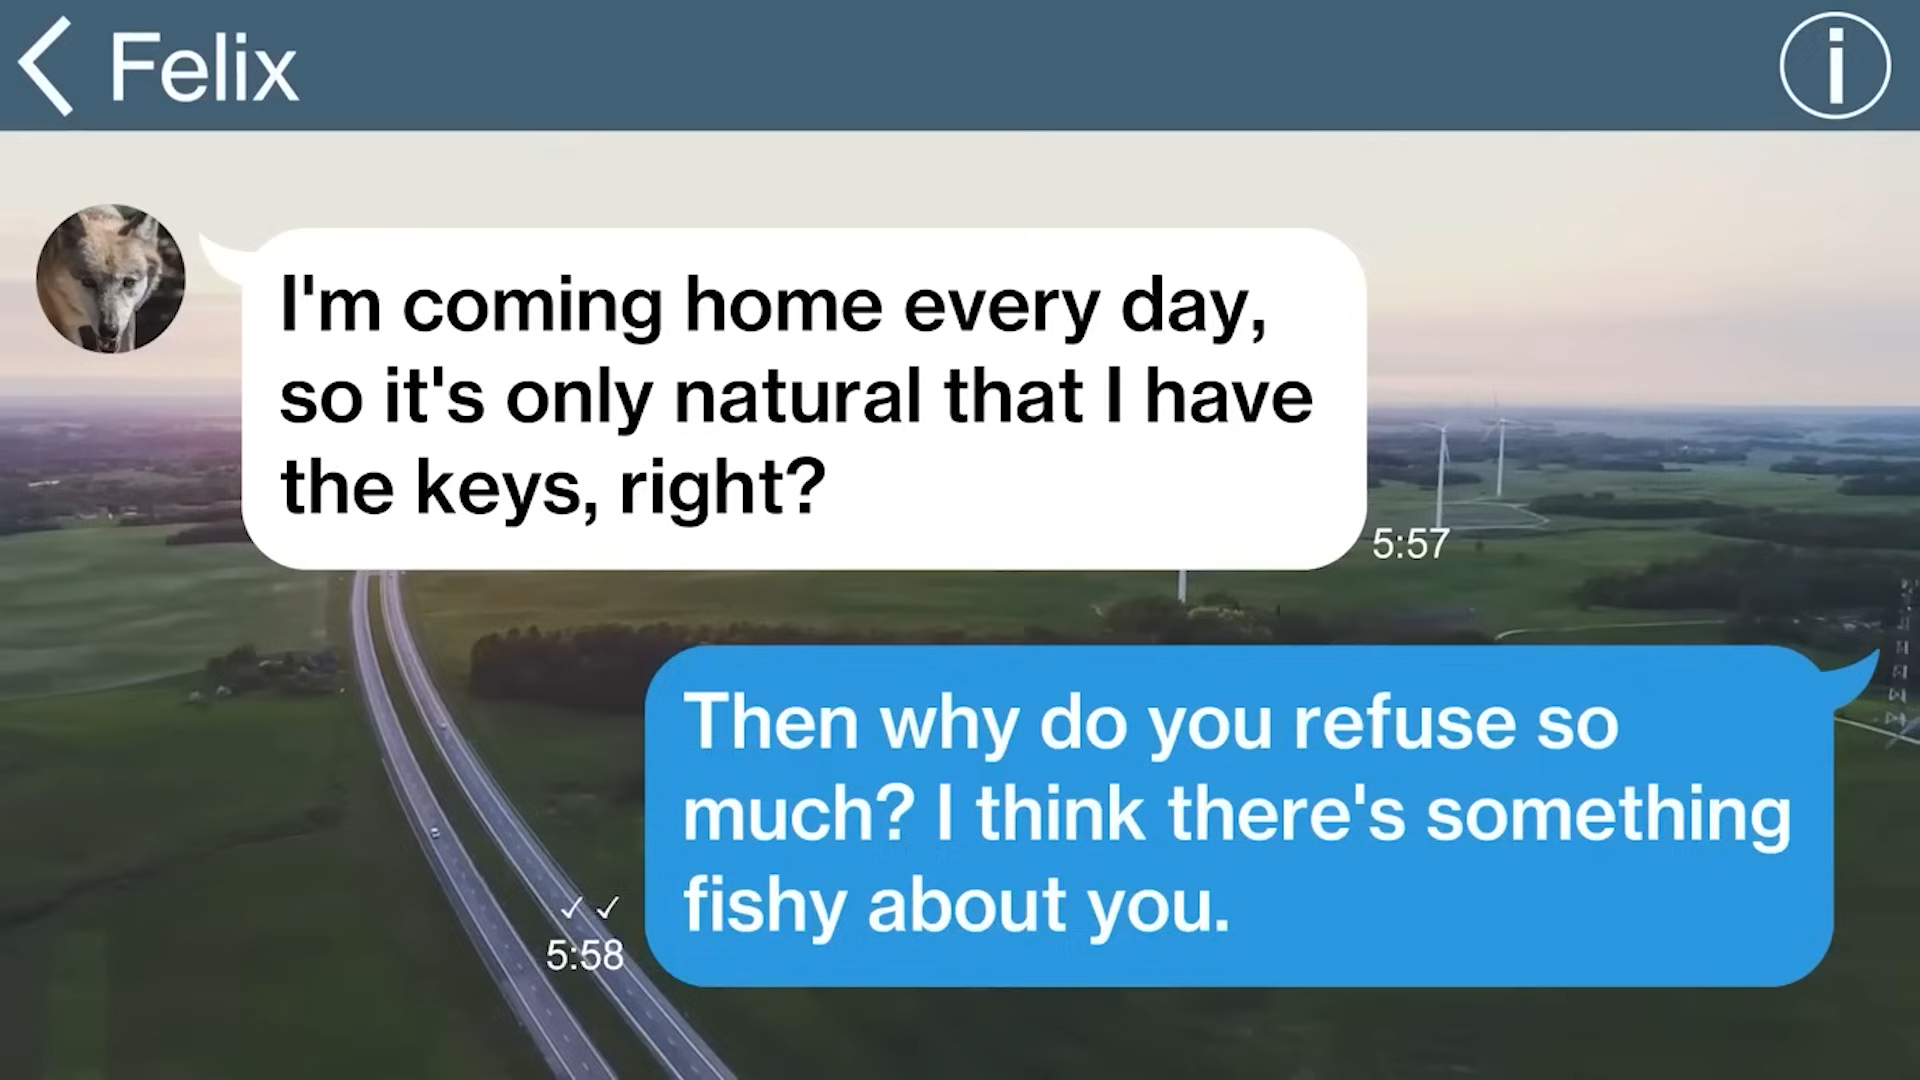 Felix
I'm coming home every day,
so it's only natural that I have
the keys, right?
5:57
Then why do you refuse so
much? I think there's something
fishy about you.
5:58